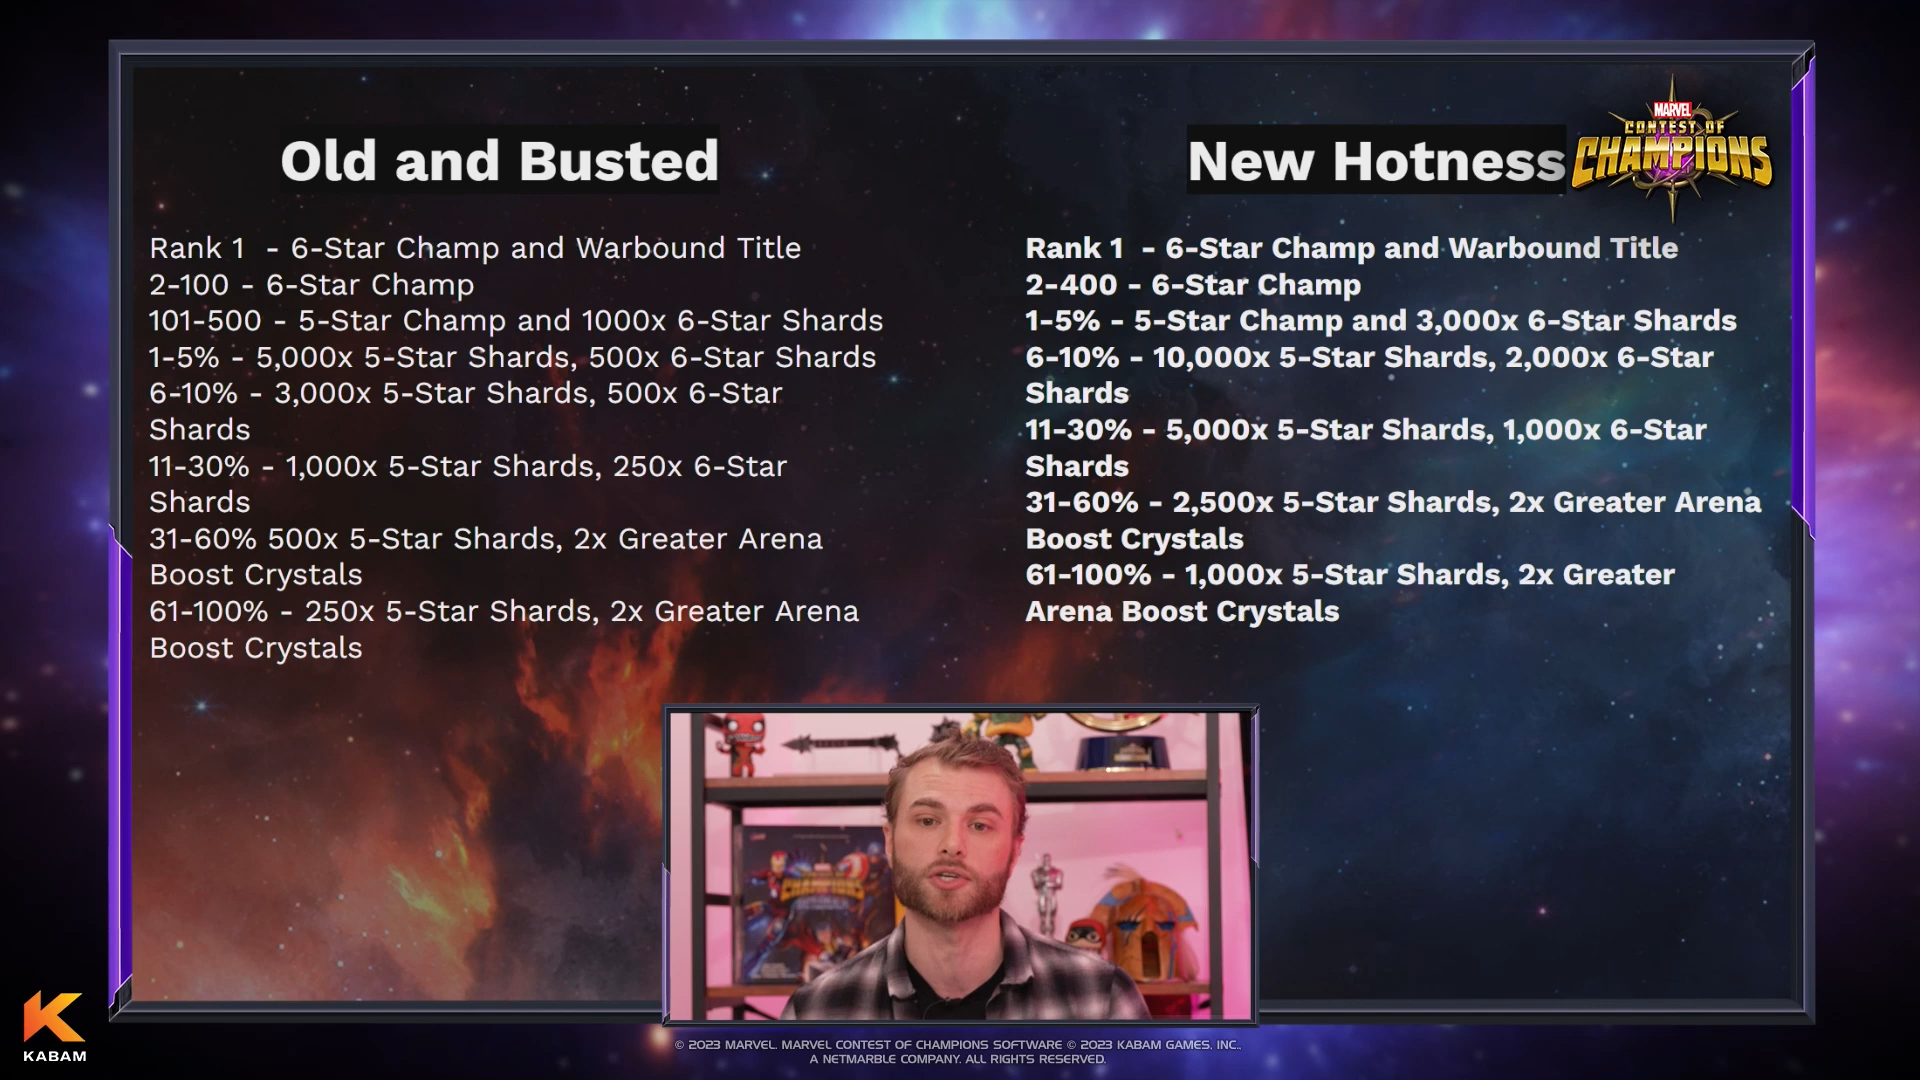 Old and Busted
Rank 1 - 6-Star Champ and Warbound Title
2-100 - 6-Star Champ
101-500 - 5-Star Champ and 1000x 6-Star Shards
1-5% - 5,000x 5-Star Shards, 500x 6-Star Shards
6-10% - 3,000x 5-Star Shards, 500x 6-Star
Shards
11-30% - 1,000x 5-Star Shards, 250x 6-Star
Shards
31-60% 500x 5-Star Shards, 2x Greater Arena
Boost Crystals
61-100% - 250x 5-Star Shards, 2x Greater Arena
Boost Crystals
New Hotness
MARVEL
CONTEST OF
CHAMPIONS
Rank 1 - 6-Star Champ and Warbound Title
2-400 - 6-Star Champ
1-5% - 5-Star Champ and 3,000x 6-Star Shards
6-10% - 10,000x 5-Star Shards, 2,000x 6-Star
Shards
11-30% - 5,000x 5-Star Shards, 1,000x 6-Star
Shards
31-60% - 2,500x 5-Star Shards, 2x Greater Arena
Boost Crystals
61-100% - 1,000x 5-Star Shards, 2x Greater
Arena Boost Crystals
CHAMPIONS
KABAM
© 2023 MARVEL. MARVEL CONTEST OF CHAMPIONS SOFTWARE © 2023 KABAM GAMES, INC.,
A NETMARBLE COMPANY. ALL RIGHTS RESERVED.